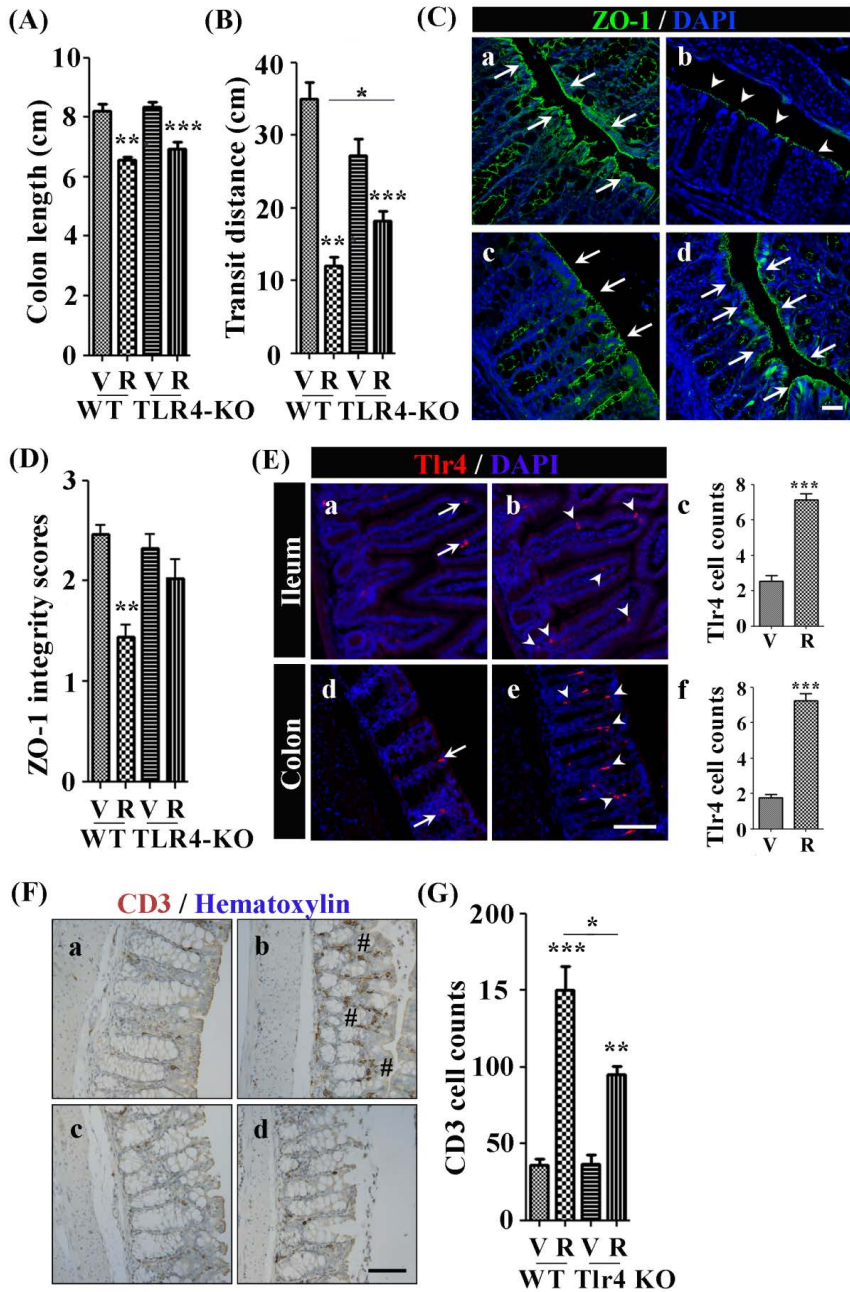 (A)
Colon length (cm)
10
8
6
4
2
0
**
***
V R V R
WT TLR4-KO
(B)
Transit distance (cm)
40
30
20
10
0
*
**
***
V R V R
WT TLR4-KO
(C)
ZO-1 / DAPI
a
b
c
d
(D)
ZO-1 integrity scores
3
2
1
0
**
V R V R
WT TLR4-KO
(E)
Tlr4 / DAPI
Ileum
a
b
c
Tlr4 cell counts
8
6
4
2
0
***
V R
Colon
d
e
f
Tlr4 cell counts
8
6
4
2
0
***
V R
(F)
CD3 / Hematoxylin
a
b
#
#
#
c
d
(G)
CD3 cell counts
200
15
100
50
0
***
*
**
V R V R
WT Tlr4 KO